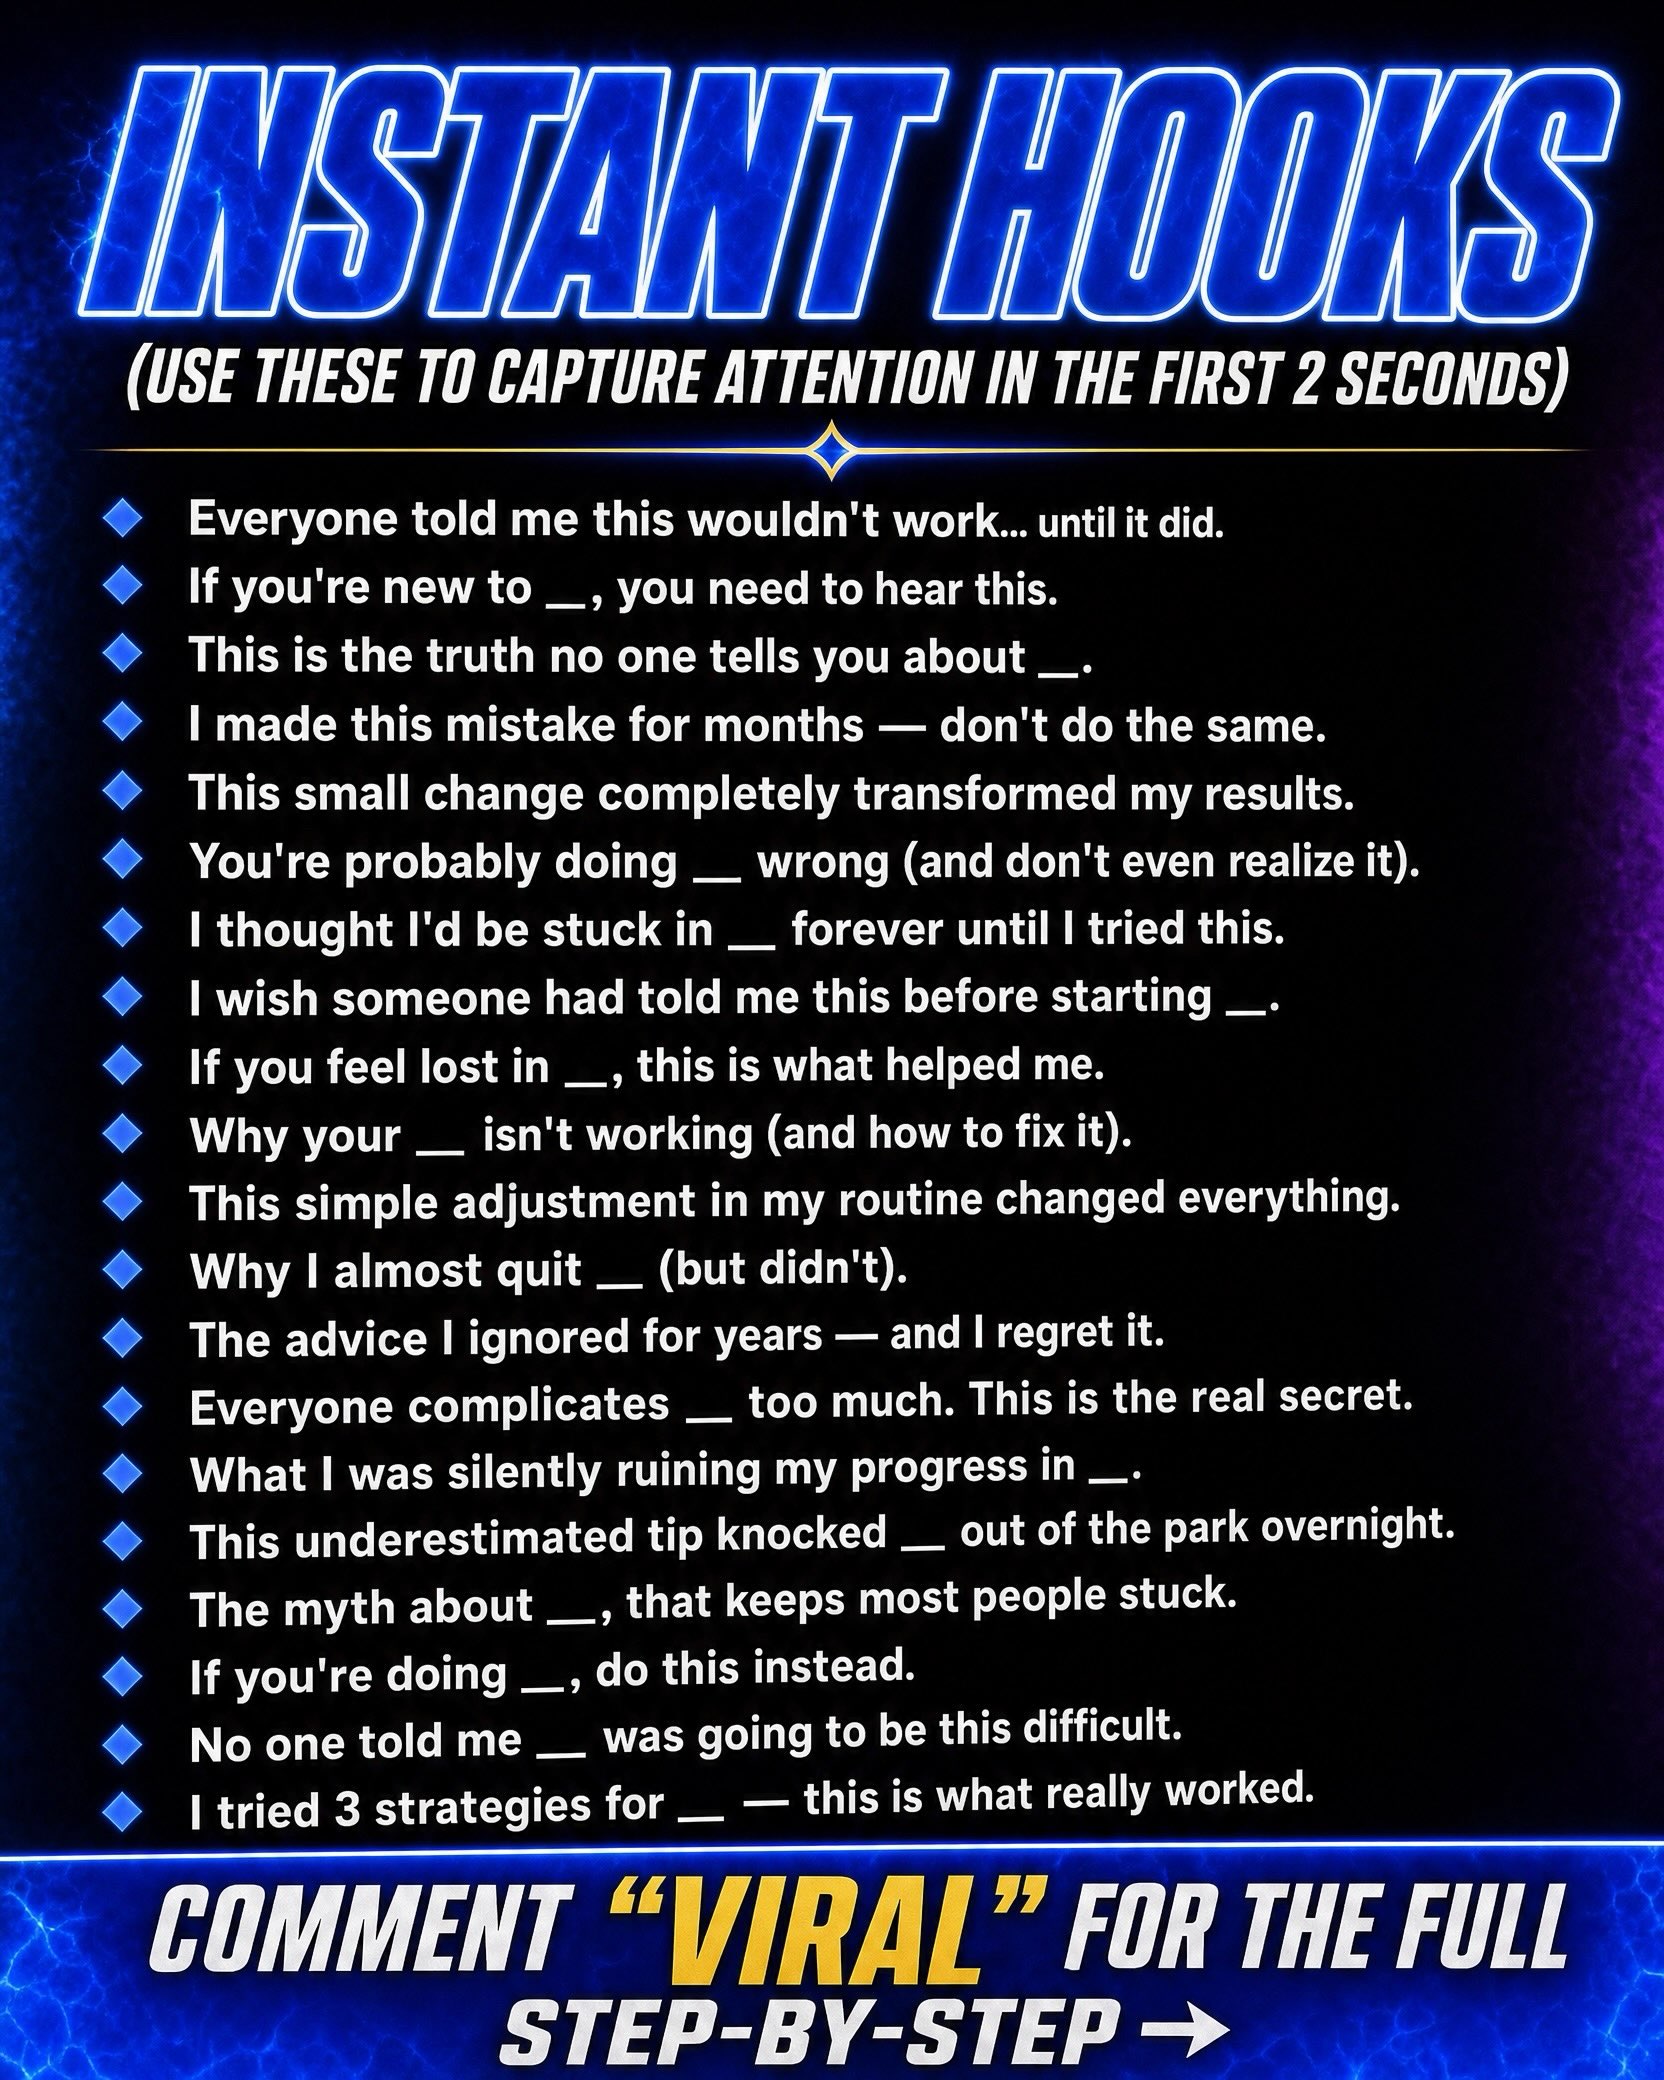 INSTANT HOOKS
(USE THESE TO CAPTURE ATTENTION IN THE FIRST 2 SECONDS)
Everyone told me this wouldn't work... until it did.
If you're new to __, you need to hear this.
This is the truth no one tells you about __.
I made this mistake for months — don't do the same.
This small change completely transformed my results.
You're probably doing __ wrong (and don't even realize it).
I thought I'd be stuck in __ forever until I tried this.
I wish someone had told me this before starting __.
If you feel lost in __, this is what helped me.
Why your __ isn't working (and how to fix it).
This simple adjustment in my routine changed everything.
Why I almost quit __ (but didn't).
The advice I ignored for years — and I regret it.
Everyone complicates __ too much. This is the real secret.
What I was silently ruining my progress in __.
This underestimated tip knocked __ out of the park overnight.
The myth about __, that keeps most people stuck.
If you're doing __, do this instead.
No one told me __ was going to be this difficult.
I tried 3 strategies for __ — this is what really worked.
COMMENT “VIRAL” FOR THE FULL
STEP-BY-STEP →